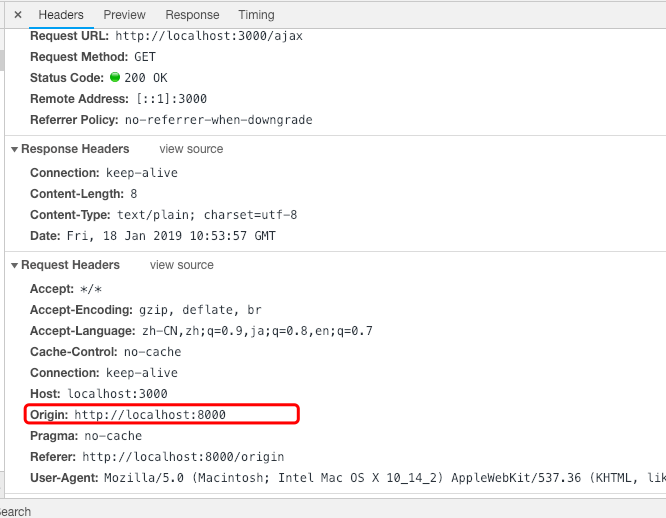 × Headers Preview Response Timing
Request URL: http://localhost:3000/ajax
Request Method: GET
Status Code: 200 OK
Remote Address: [::1]:3000
Referrer Policy: no-referrer-when-downgrade
Response Headers view source
Connection: keep-alive
Content-Length: 8
Content-Type: text/plain; charset=utf-8
Date: Fri, 18 Jan 2019 10:53:57 GMT
Request Headers view source
Accept: */*
Accept-Encoding: gzip, deflate, br
Accept-Language: zh-CN,zh;q=0.9,ja;q=0.8,en;q=0.7
Cache-Control: no-cache
Connection: keep-alive
Host: localhost:3000
Origin: http://localhost:8000
Pragma: no-cache
Referer: http://localhost:8000/origin
User-Agent: Mozilla/5.0 (Macintosh; Intel Mac OS X 10_14_2) AppleWebKit/537.36 (KHTML, lik
earch